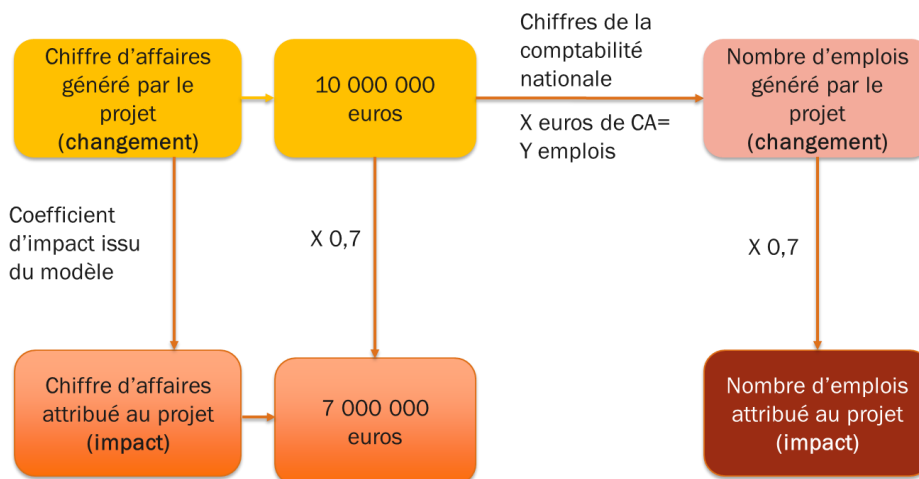 Chiffre d'affaires
généré par le
projet
(changement)
10 000 000
euros
Chiffres de la
comptabilité
nationale
X euros de CA=
Y emplois
Nombre d'emplois
généré par le
projet
(changement)
Coefficient
d'impact issu
du modèle
X 0,7
X 0,7
Chiffre d'affaires
attribué au projet
(impact)
7 000 000
euros
Nombre d'emplois
attribué au projet
(impact)